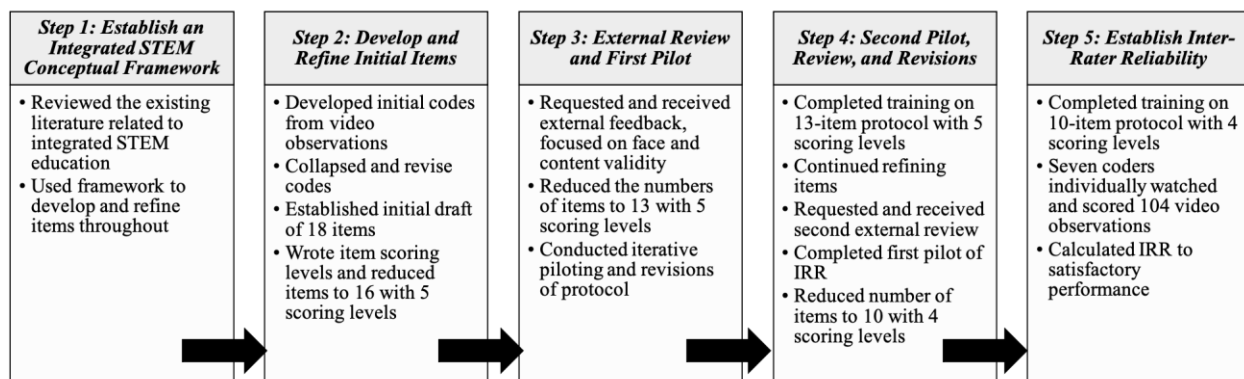 Step 1: Establish an
Integrated STEM
Conceptual Framework
• Reviewed the existing
literature related to
integrated STEM
education
• Used framework to
develop and refine
items throughout
Step 2: Develop and
Refine Initial Items
• Developed initial codes
from video
observations
• Collapsed and revise
codes
• Established initial draft
of 18 items
• Wrote item scoring
levels and reduced
items to 16 with 5
scoring levels
Step 3: External Review
and First Pilot
• Requested and received
external feedback,
focused on face and
content validity
• Reduced the numbers
of items to 13 with 5
scoring levels
• Conducted iterative
piloting and revisions
of protocol
Step 4: Second Pilot,
Review, and Revisions
• Completed training on
13-item protocol with 5
scoring levels
• Continued refining
items
• Requested and received
second external review
• Completed first pilot of
IRR
• Reduced number of
items to 10 with 4
scoring levels
Step 5: Establish Inter-
Rater Reliability
• Completed training on
10-item protocol with 4
scoring levels
• Seven coders
individually watched
and scored 104 video
observations
• Calculated IRR to
satisfactory
performance